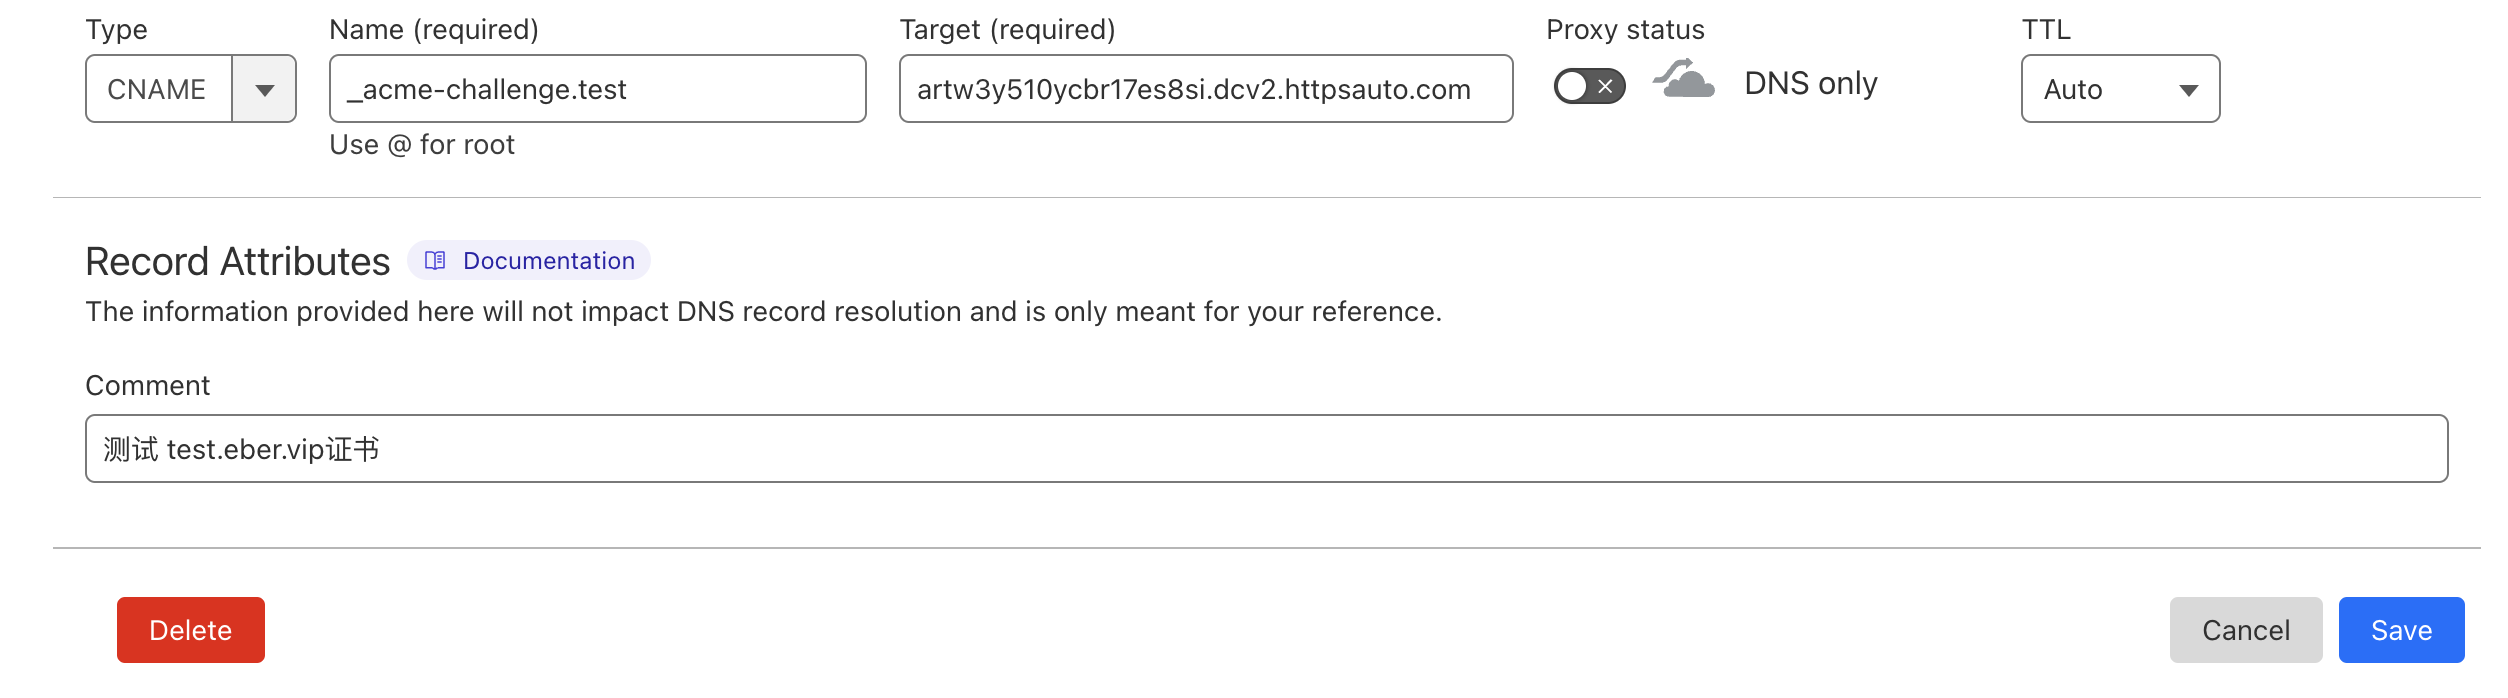 Type Name (required) Target (required) Proxy status TTL
CNAME _acme-challenge.test artw3y510ycbr17es8si.dcv2.httpsauto.com DNS only Auto
Use @ for root
Record Attributes Documentation
The information provided here will not impact DNS record resolution and is only meant for your reference.
Comment
测试 test.eber.vip证书
Delete Cancel Save